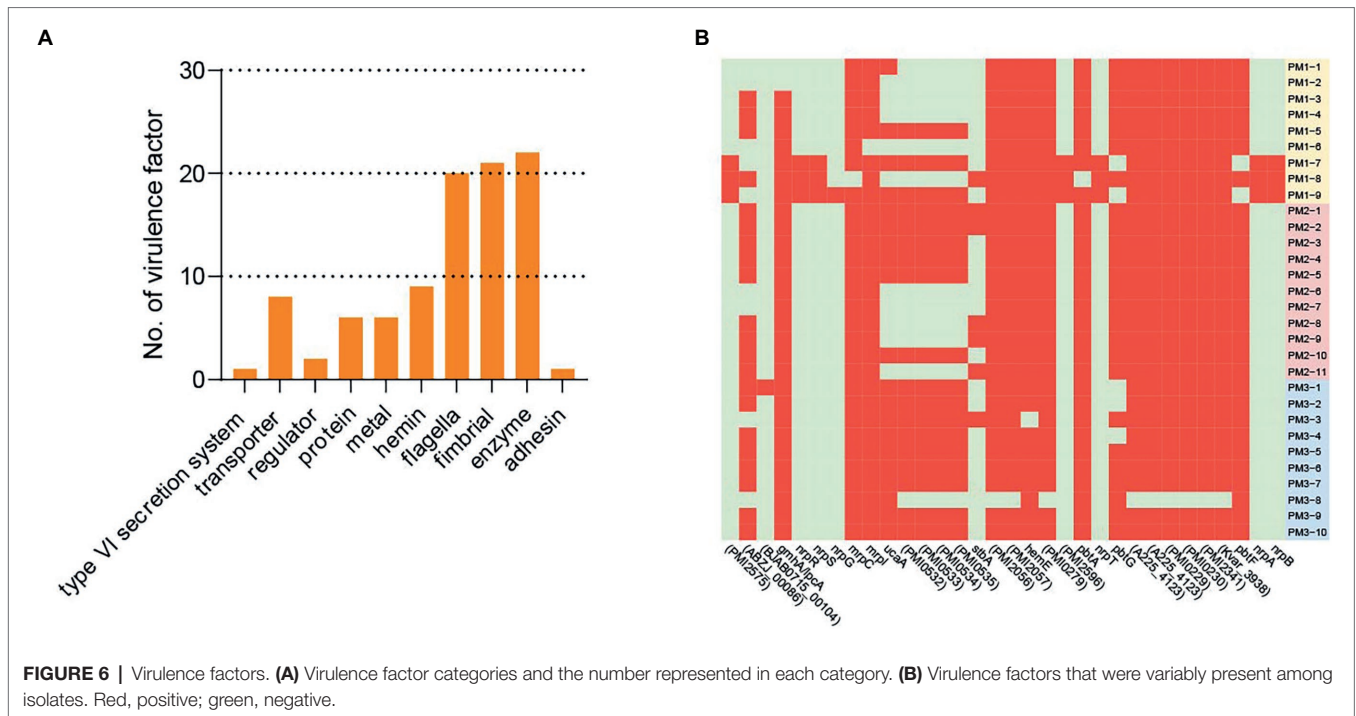 A
No. of virulence factor
30
20
10
0
type VI secretion system
transporter
regulator
protein
metal
hemin
flagella
fimbrial
enzyme
adhesin
B
PM1-1
PM1-2
PM1-3
PM1-4
PM1-5
PM1-6
PM1-7
PM1-8
PM1-9
PM2-1
PM2-2
PM2-3
PM2-4
PM2-5
PM2-6
PM2-7
PM2-8
PM2-9
PM2-10
PM2-11
PM3-1
PM3-2
PM3-3
PM3-4
PM3-5
PM3-6
PM3-7
PM3-8
PM3-9
PM3-10
(PMI2575)
(ABZJ_00086)
(BJAB0715_00104)
gmhA/lpcA
nrpR
nrpS
nrpG
mrpC
mrpI
ucaA
(PMI0532)
(PMI0533)
(PMI0534)
(PMI0535)
stbA
(PMI2056)
(PMI2057)
hemE
(PMI0279)
(PMI2596)
pbtA
nrpT
pbtG
(A225_4123)
(A225_4123)
(PMI0229)
(PMI0230)
(PMI2341)
(Kvar_3938)
pbtF
nrpA
nrpB
FIGURE 6 | Virulence factors. (A) Virulence factor categories and the number represented in each category. (B) Virulence factors that were variably present among
isolates. Red, positive; green, negative.